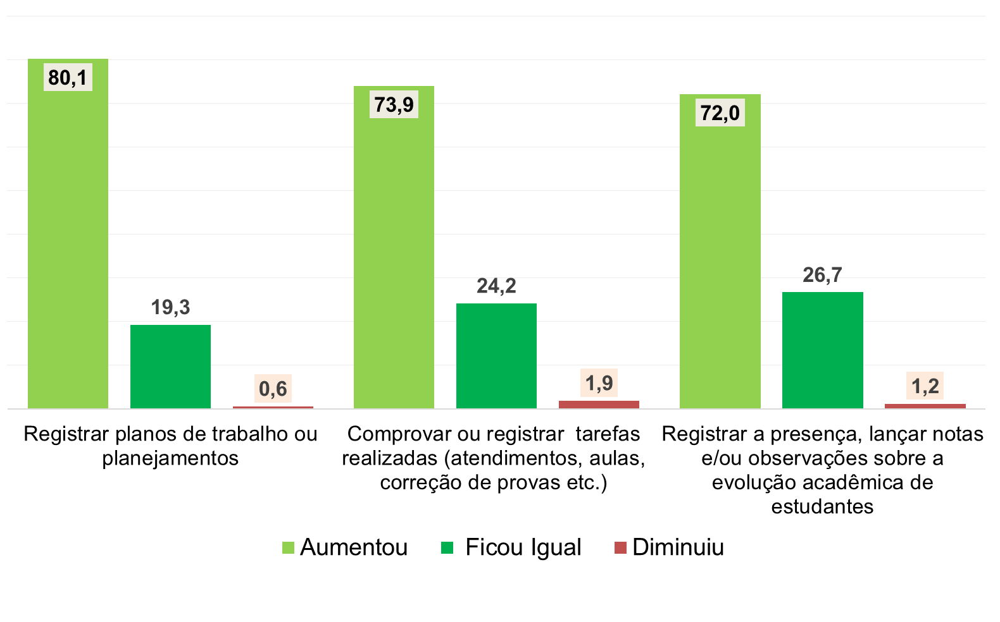 80,1
73,9
72,0
26,7
24,2
19,3
0,6
1,9
1,2
Registrar planos de trabalho ou
planejamentos
Comprovar ou registrar  tarefas
realizadas (atendimentos, aulas,
correção de provas etc.)
Registrar a presença, lançar notas
e/ou observações sobre a
evolução acadêmica de
estudantes
Aumentou
Ficou Igual
Diminuiu